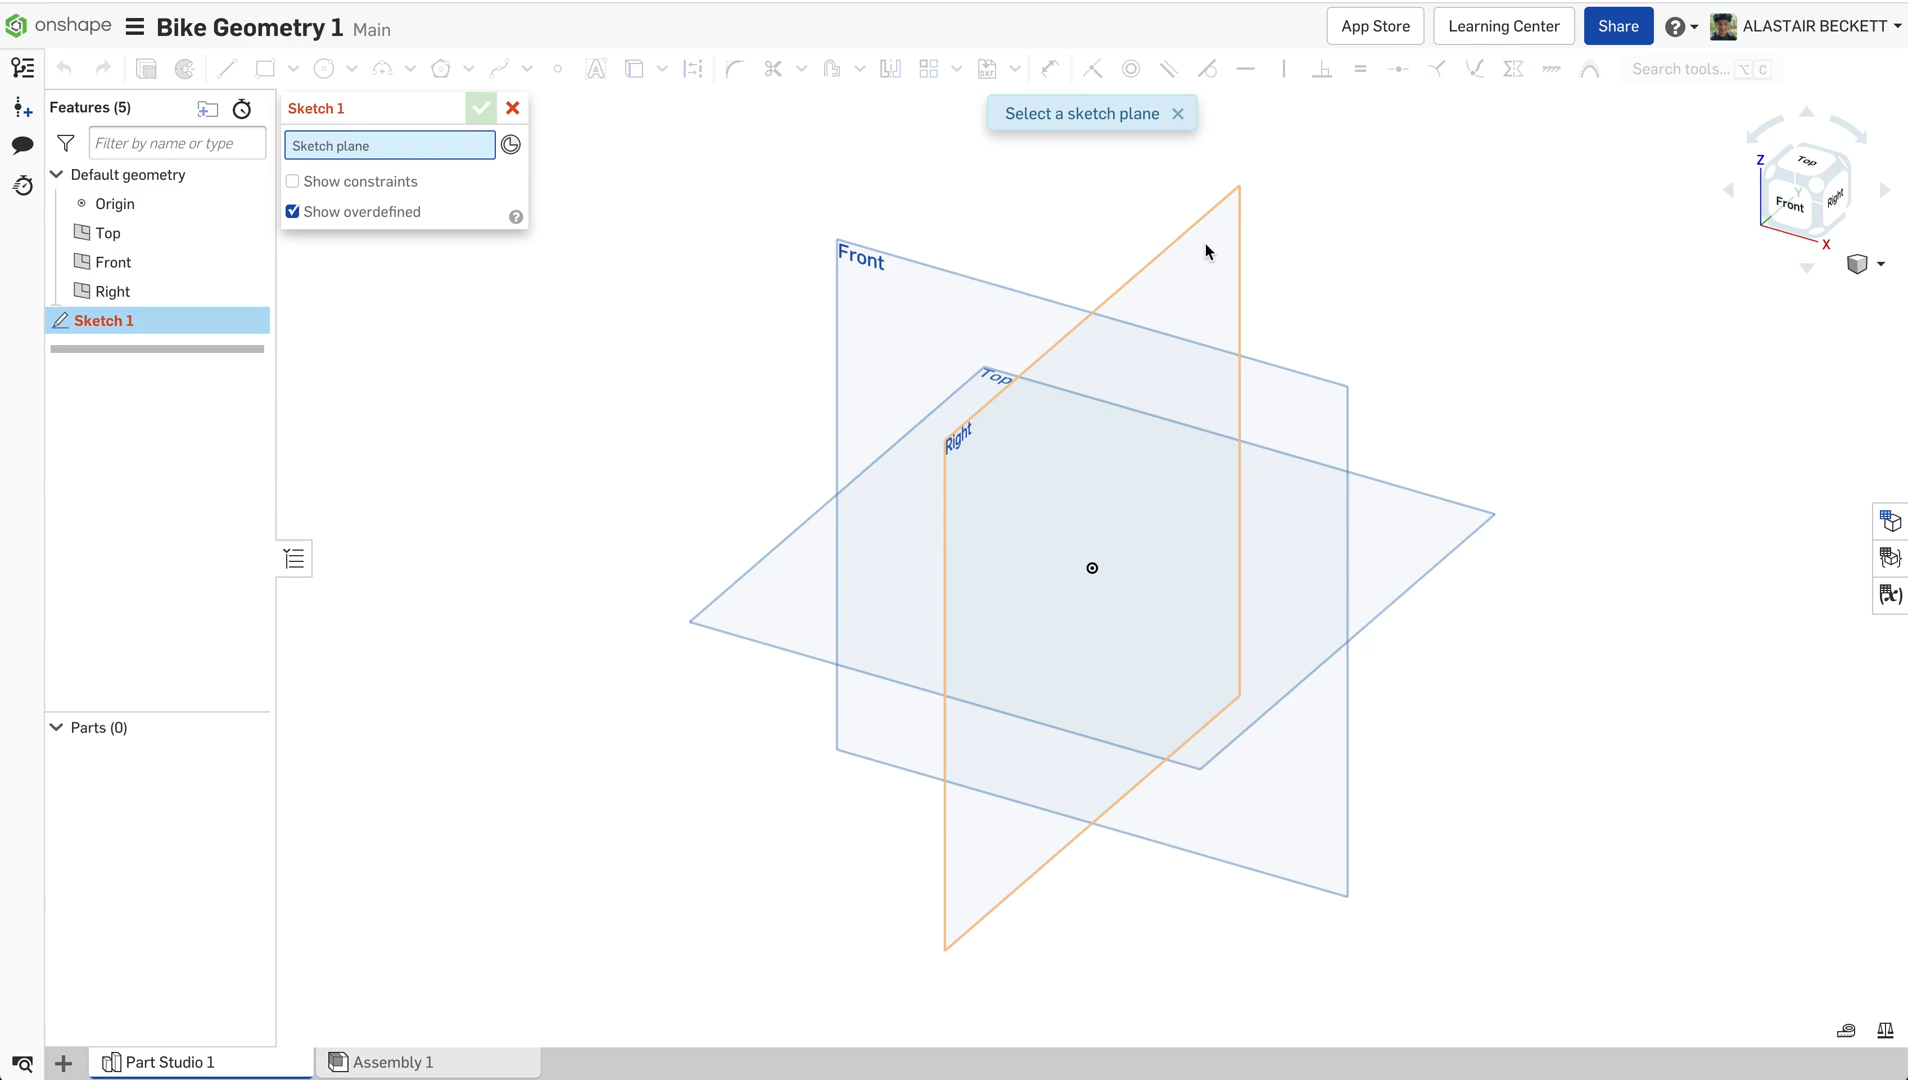 onshape
Bike Geometry 1 Main
App Store
Learning Center
Share
ALASTAIR BECKETT
Search tools... ⌥ C
Features (5)
Filter by name or type
Default geometry
Origin
Top
Front
Right
Sketch 1
Parts (0)
Sketch 1
Sketch plane
Show constraints
Show overdefined
Select a sketch plane
Front
Top
Right
Z
Top
Y
Front
Right
X
Part Studio 1
Assembly 1